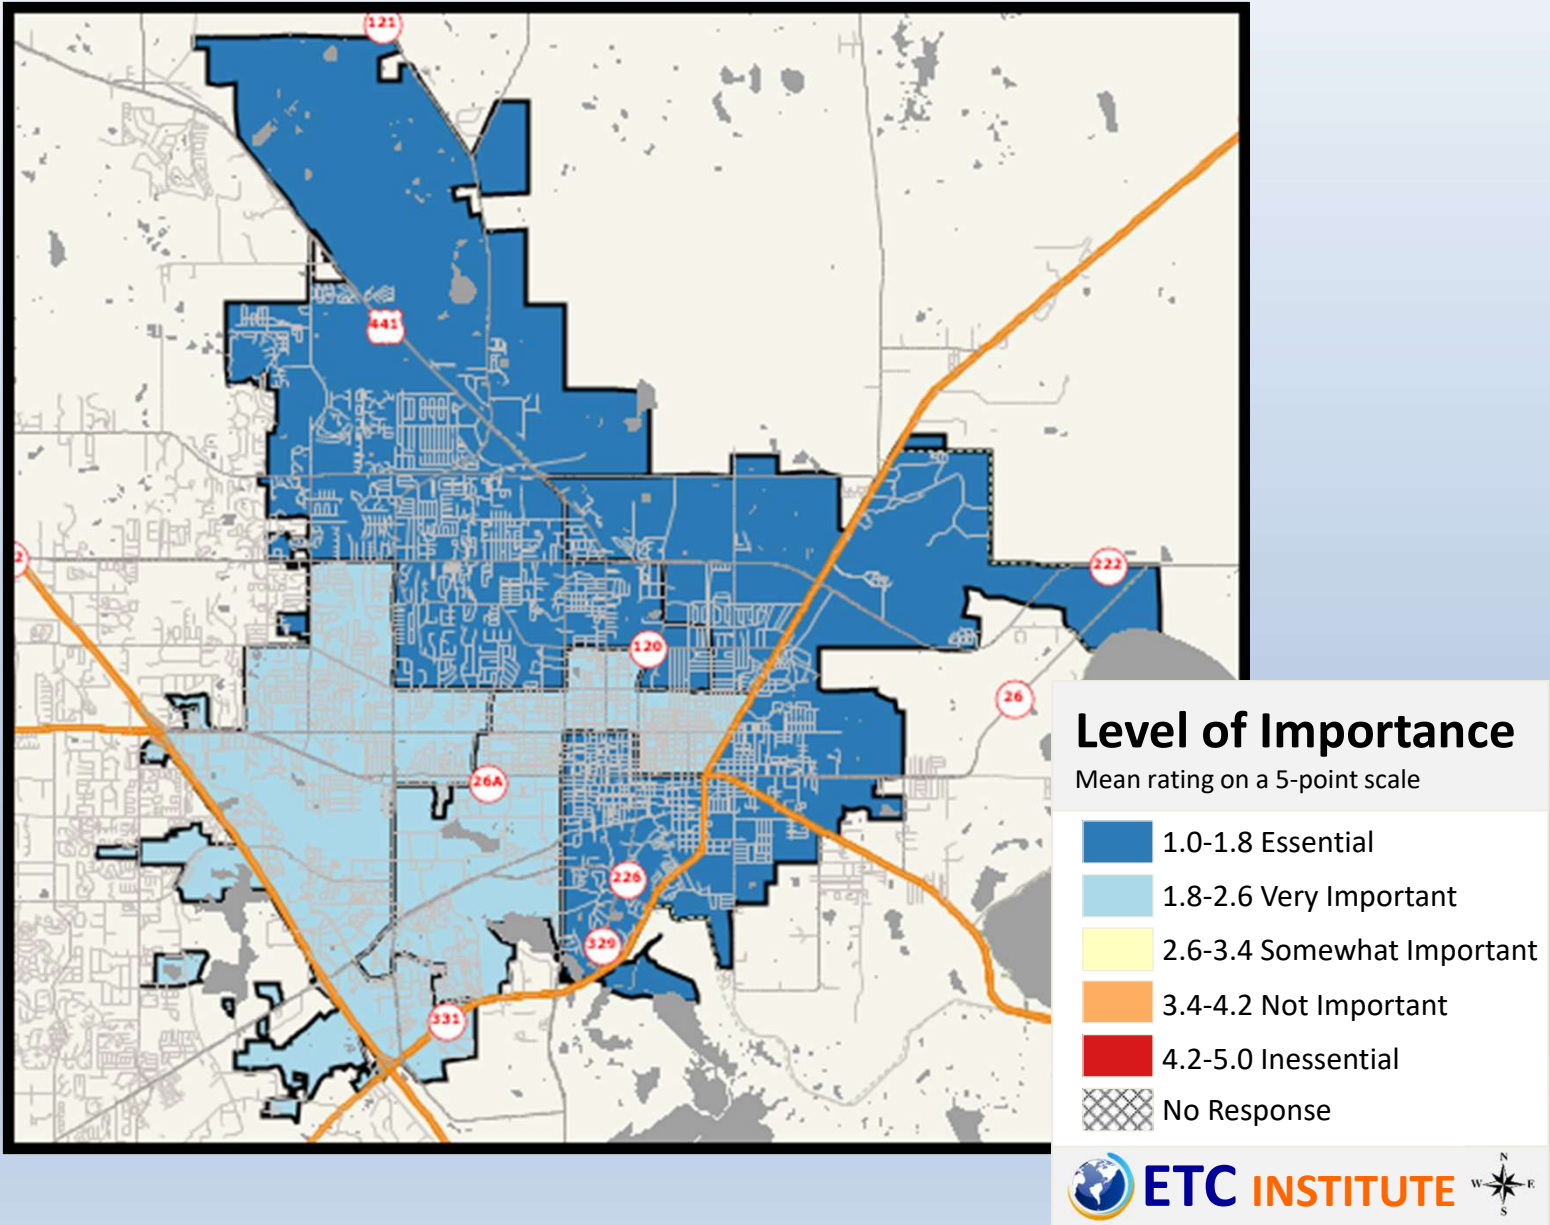 121
441
2
222
120
26
26A
226
329
331
Level of Importance
Mean rating on a 5-point scale
1.0-1.8 Essential
1.8-2.6 Very Important
2.6-3.4 Somewhat Important
3.4-4.2 Not Important
4.2-5.0 Inessential
No Response
ETC INSTITUTE
N
W E
S